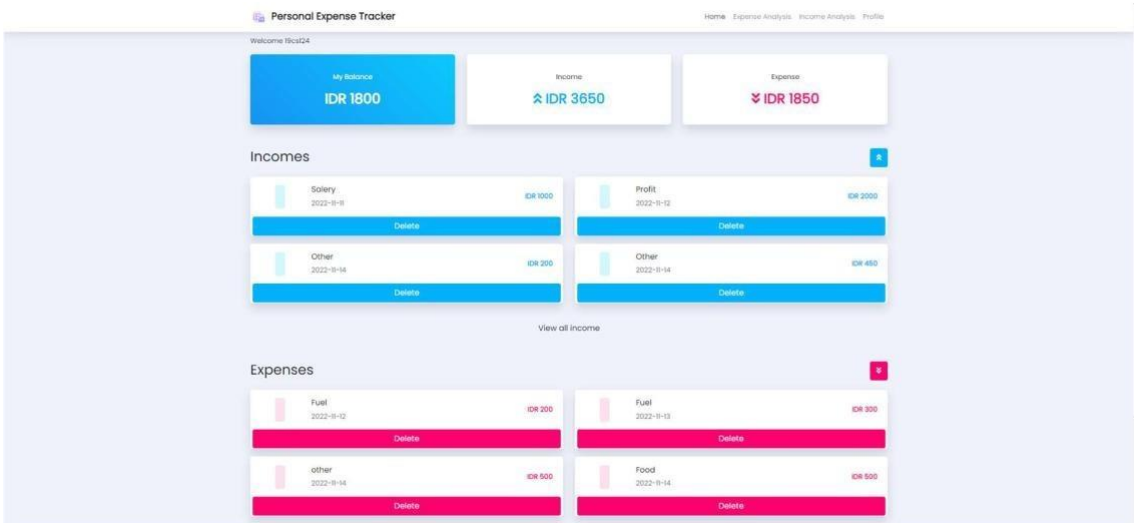 Personal Expense Tracker
Home Expense Analysis Income Analysis Profile
Welcome 19csl24
My Balance
IDR 1800
Income
IDR 3650
Expense
IDR 1850
Incomes
Salery
2022-11-11
IDR 1000
Delete
Profit
2022-11-12
IDR 2000
Delete
Other
2022-11-14
IDR 200
Delete
Other
2022-11-14
IDR 450
Delete
View all income
Expenses
Fuel
2022-11-12
IDR 200
Delete
Fuel
2022-11-13
IDR 300
Delete
other
2022-11-14
IDR 500
Delete
Food
2022-11-14
IDR 500
Delete